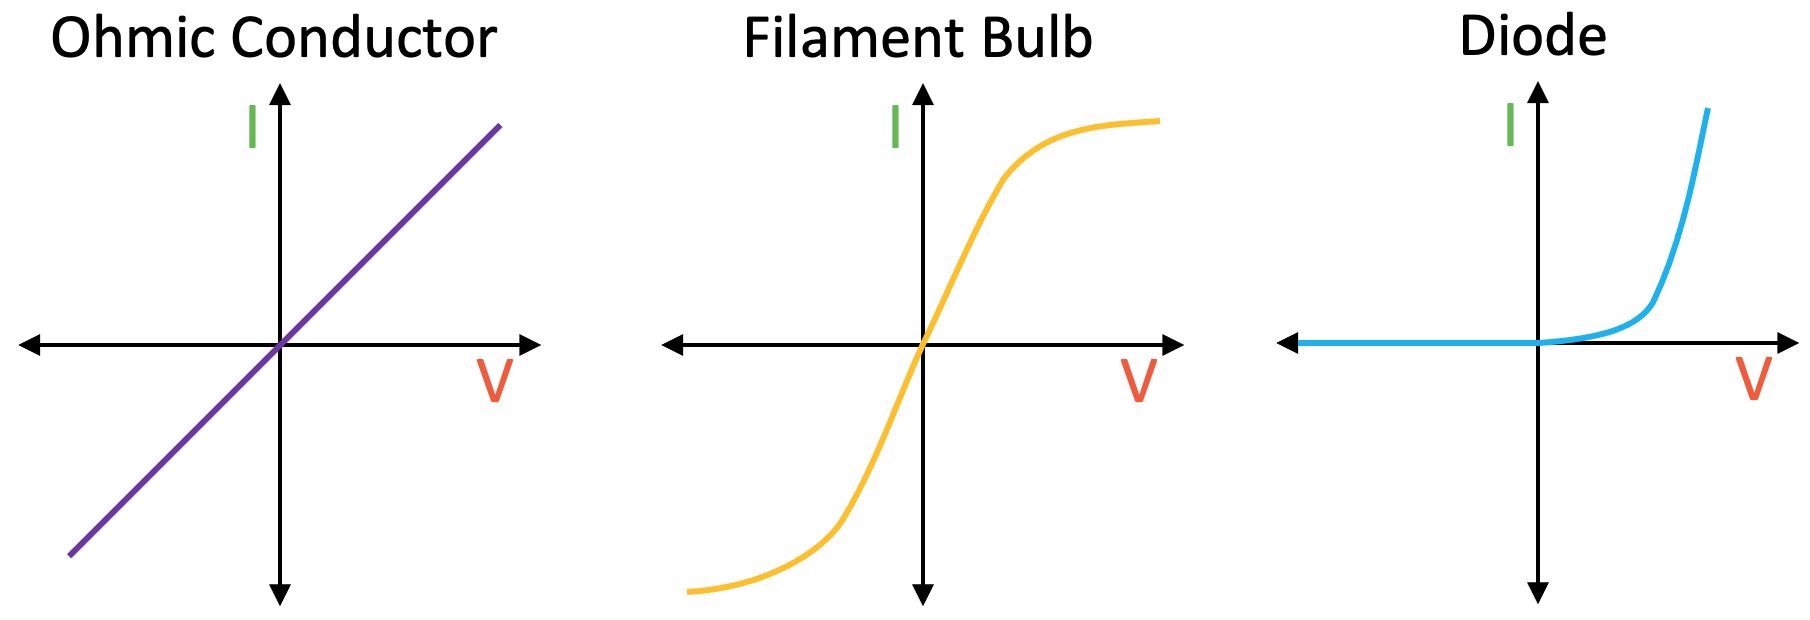 Ohmic Conductor
I
V
Filament Bulb
I
V
Diode
I
V